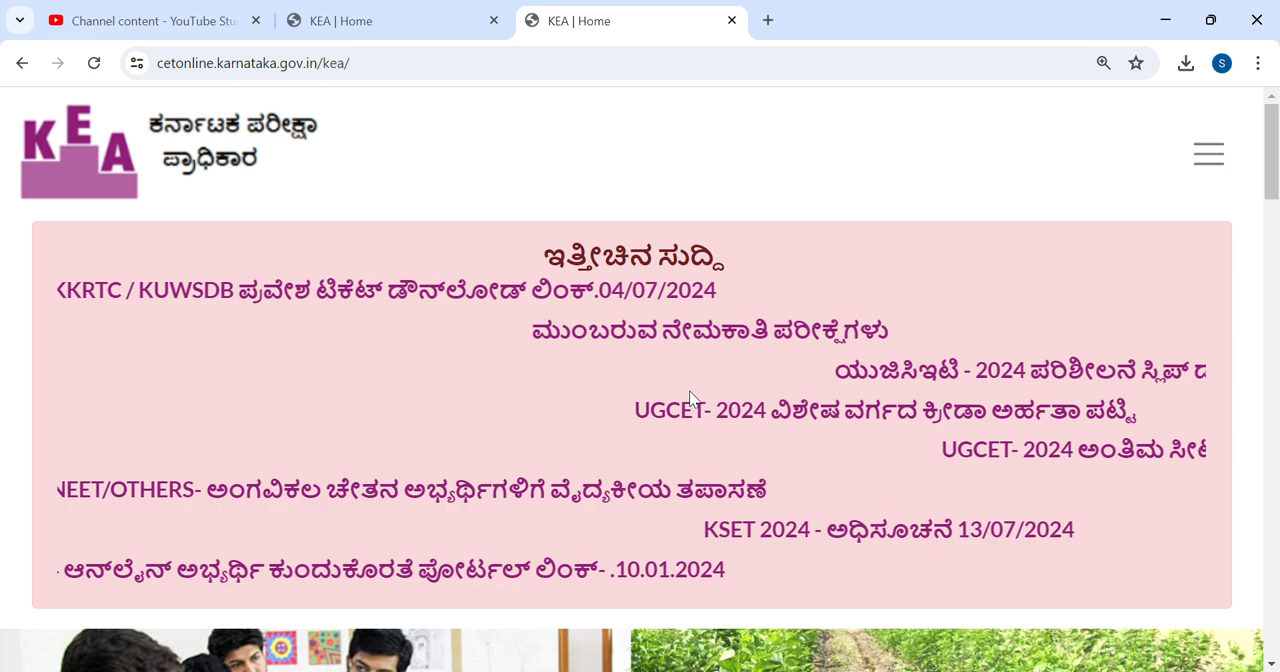 Channel content - YouTube Stu
KEA | Home
KEA | Home
cetonline.karnataka.gov.in/kea/
S
KEA
ಕರ್ನಾಟಕ ಪರೀಕ್ಷಾ
ಪ್ರಾಧಿಕಾರ
ಇತ್ತೀಚಿನ ಸುದ್ದಿ
KKRTC / KUWSDB ಪ್ರವೇಶ ಟಿಕೆಟ್ ಡೌನ್‌ಲೋಡ್ ಲಿಂಕ್.04/07/2024
ಮುಂಬರುವ ನೇಮಕಾತಿ ಪರೀಕ್ಷೆಗಳು
ಯುಜಿಸಿಇಟಿ - 2024 ಪರಿಶೀಲನೆ ಸ್ಲಿಪ್
UGCET- 2024 ವಿಶೇಷ ವರ್ಗದ ಕ್ರೀಡಾ ಅರ್ಹತಾ ಪಟ್ಟಿ
UGCET- 2024 ಅಂತಿಮ ಸೀಟ
NEET/OTHERS- ಅಂಗವಿಕಲ ಚೇತನ ಅಭ್ಯರ್ಥಿಗಳಿಗೆ ವೈದ್ಯಕೀಯ ತಪಾಸಣೆ
KSET 2024 - ಅಧಿಸೂಚನೆ 13/07/2024
ಆನ್‌ಲೈನ್ ಅಭ್ಯರ್ಥಿ ಕುಂದುಕೊರತೆ ಪೋರ್ಟಲ್ ಲಿಂಕ್- .10.01.2024